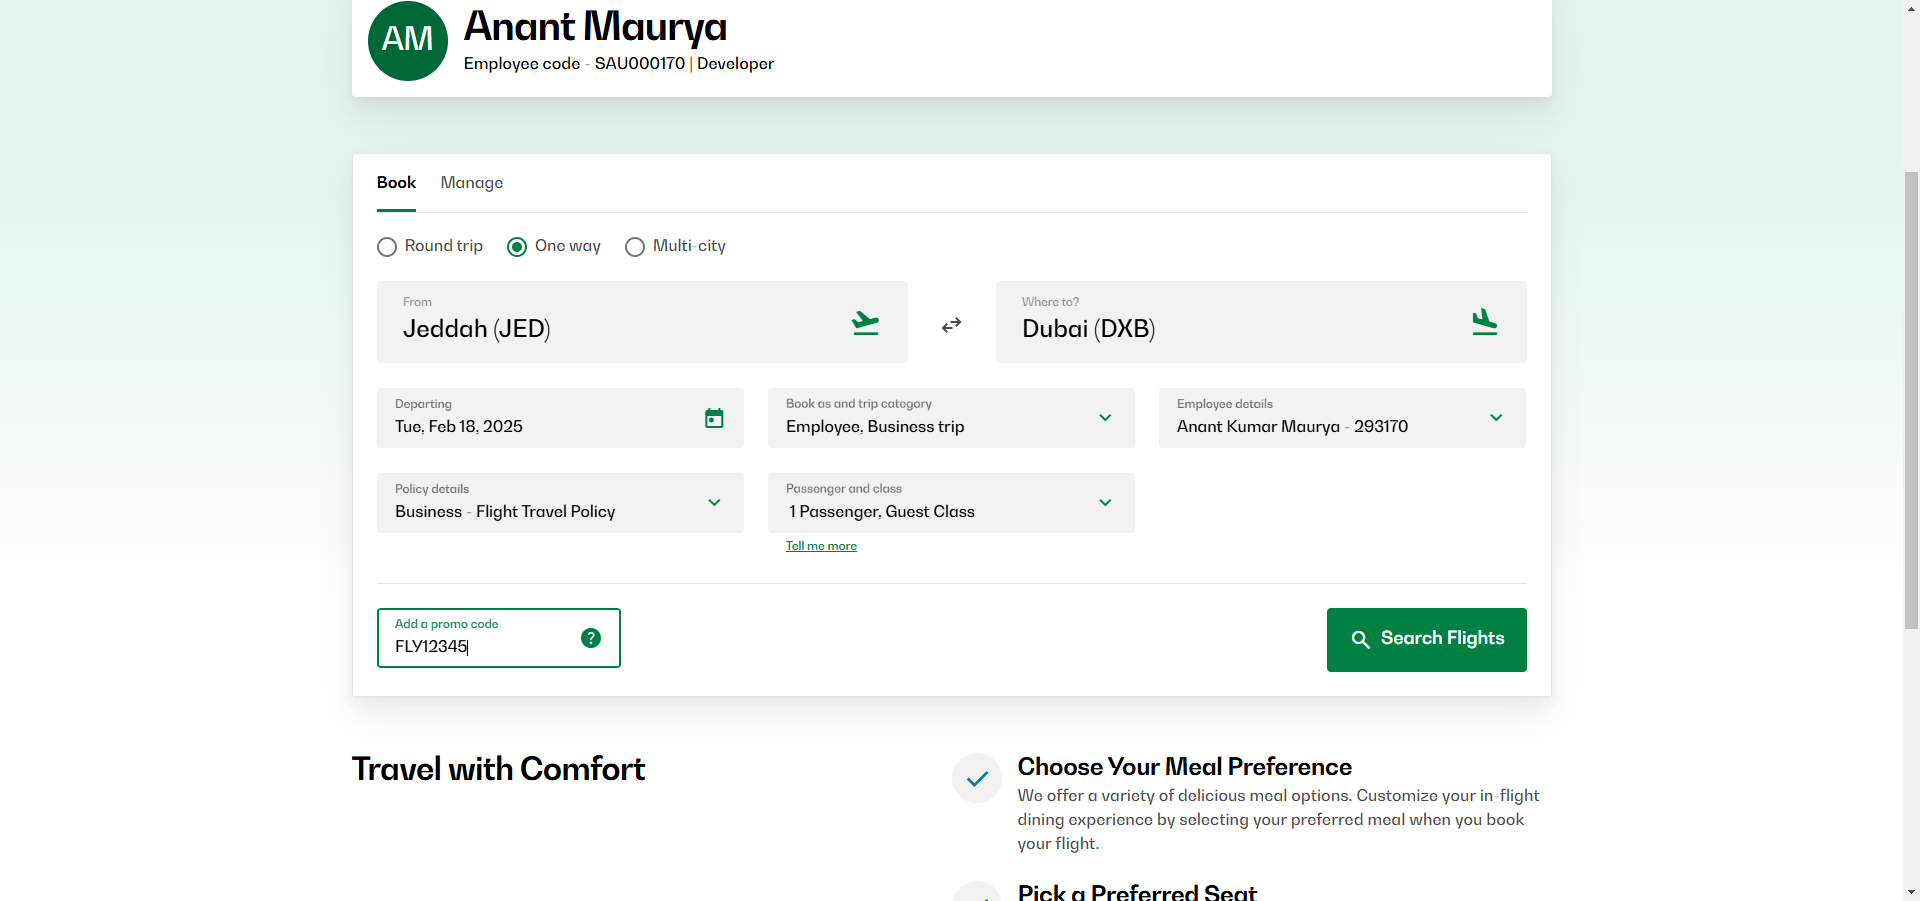 AM
Anant Maurya
Employee code - SAU000170 | Developer
Book
Manage
Round trip
One way
Multi-city
From
Jeddah (JED)
Where to?
Dubai (DXB)
Departing
Tue, Feb 18, 2025
Book as and trip category
Employee, Business trip
Employee details
Anant Kumar Maurya - 293170
Policy details
Business - Flight Travel Policy
Passenger and class
1 Passenger, Guest Class
Tell me more
Add a promo code
FLY12345
?
Search Flights
Travel with Comfort
Choose Your Meal Preference
We offer a variety of delicious meal options. Customize your in-flight
dining experience by selecting your preferred meal when you book
your flight.
Pick a Preferred Seat